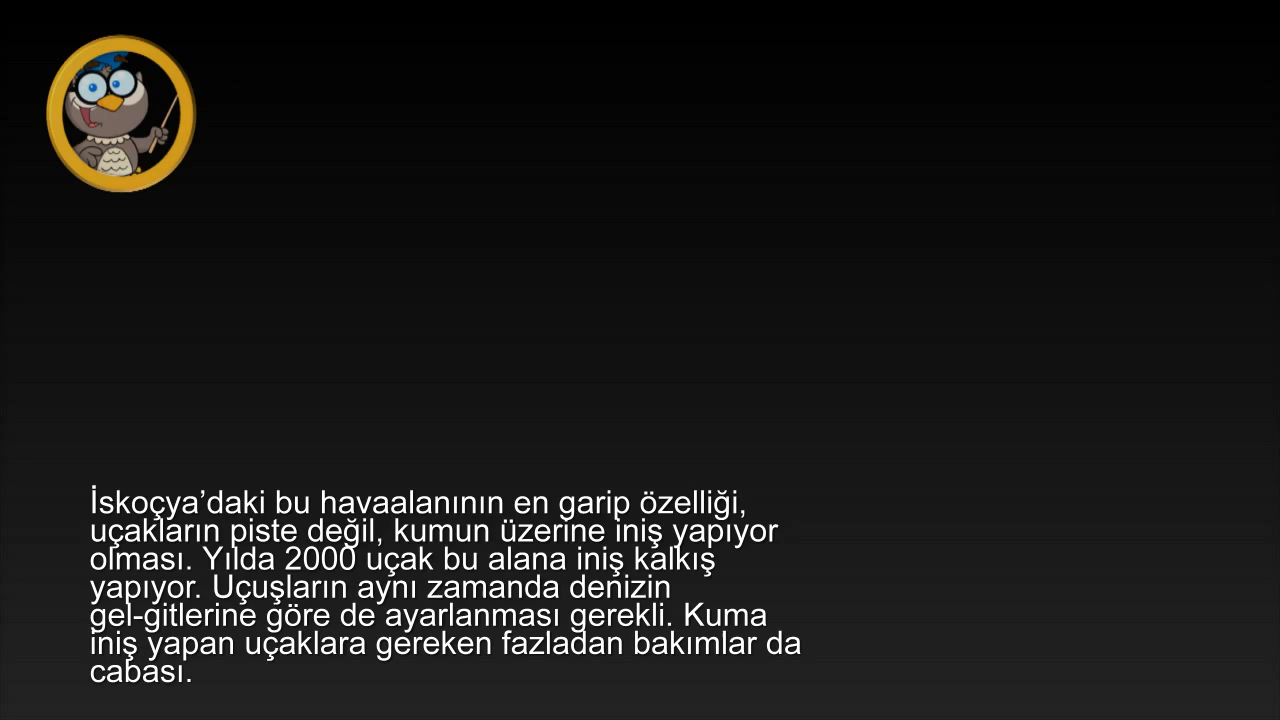 İskoçya’daki bu havaalanının en garip özelliği,
uçakların piste değil, kumun üzerine iniş yapıyor
olması. Yılda 2000 uçak bu alana iniş kalkış
yapıyor. Uçuşların aynı zamanda denizin
gel-gitlerine göre de ayarlanması gerekli. Kuma
iniş yapan uçaklara gereken fazladan bakımlar da
cabası.